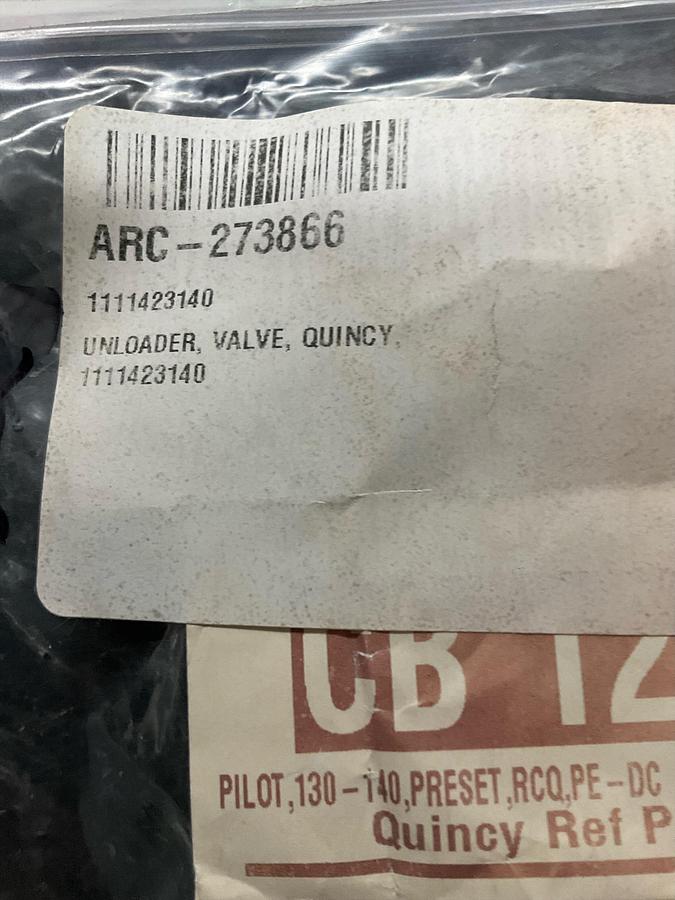 ARC-273866
1111423140
UNLOADER, VALVE, QUINCY,
1111423140
CB 12
PILOT,130-140,PRESET,RCQ,PE-DC
Quincy Ref P